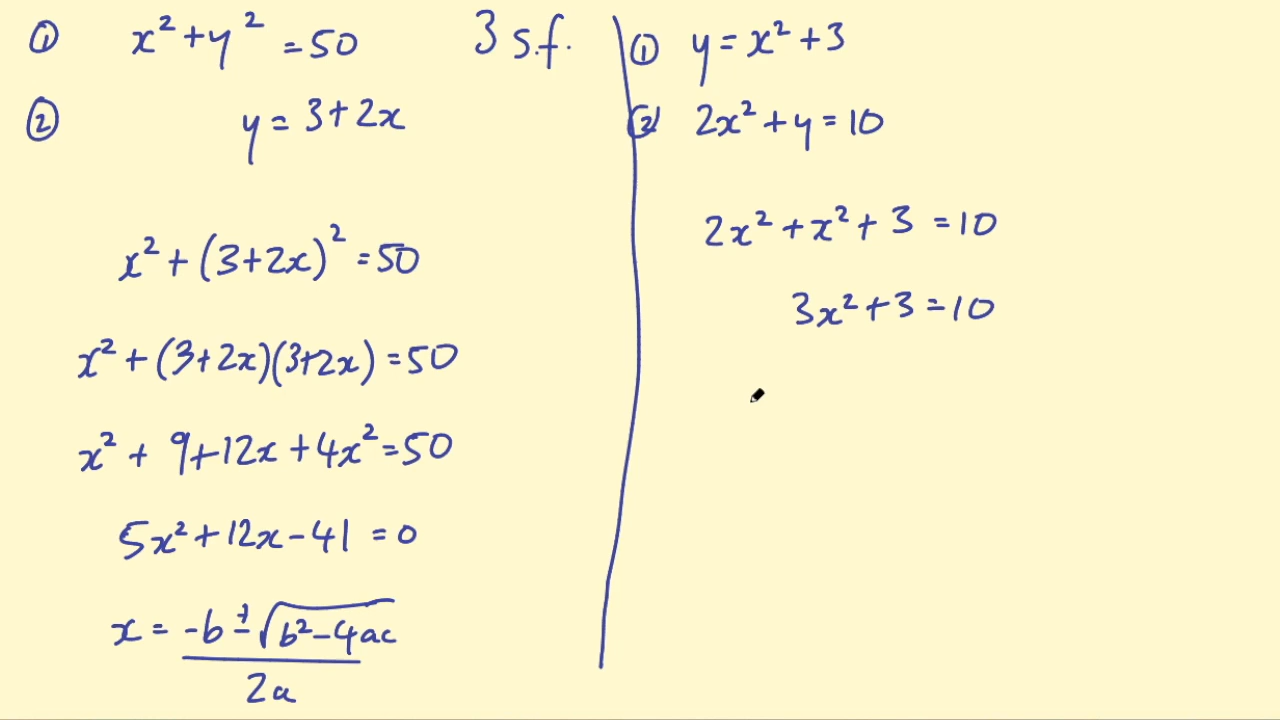 ① x² + y² = 50
3 s.f.
② y = 3 + 2x
x² + (3 + 2x)² = 50
x² + (3 + 2x)(3 + 2x) = 50
x² + 9 + 12x + 4x² = 50
5x² + 12x - 41 = 0
x = -b ± √(b² - 4ac)
2a
① y = x² + 3
② 2x² + y = 10
2x² + x² + 3 = 10
3x² + 3 = 10